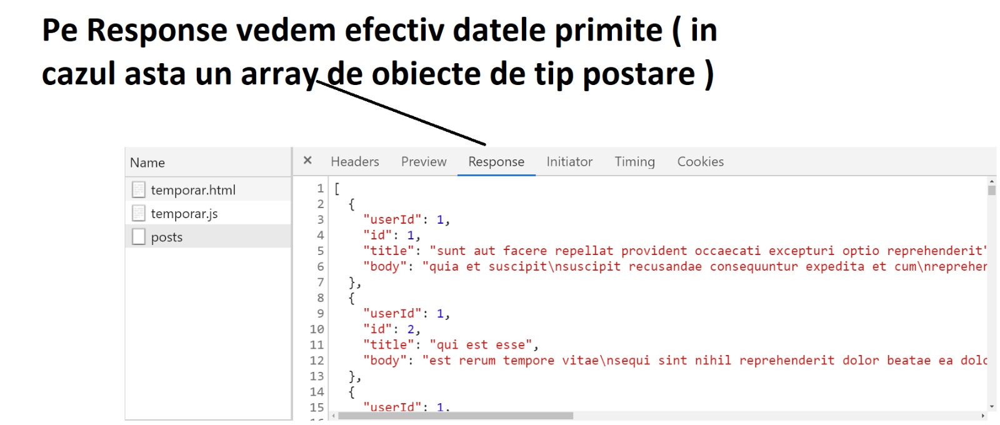 Pe Response vedem efectiv datele primite ( in
cazul asta un array de obiecte de tip postare )
Name
temporar.html
temporar.js
posts
× Headers Preview Response Initiator Timing Cookies
1 [
2 {
3 "userId": 1,
4 "id": 1,
5 "title": "sunt aut facere repellat provident occaecati excepturi optio reprehenderit"
6 "body": "quia et suscipit\nsuscipit recusandae consequuntur expedita et cum\nreprehen
7 },
8 {
9 "userId": 1,
10 "id": 2,
11 "title": "qui est esse",
12 "body": "est rerum tempore vitae\nsequi sint nihil reprehenderit dolor beatae ea dolo
13 },
14 {
15 "userId": 1,